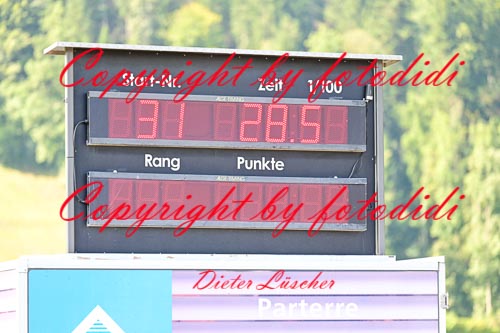 Copyright by fotodidi
Start-Nr. Zeit 1/100
31 28.5
Rang Punkte
Copyright by fotodidi
Dieter Lüscher
Parterre